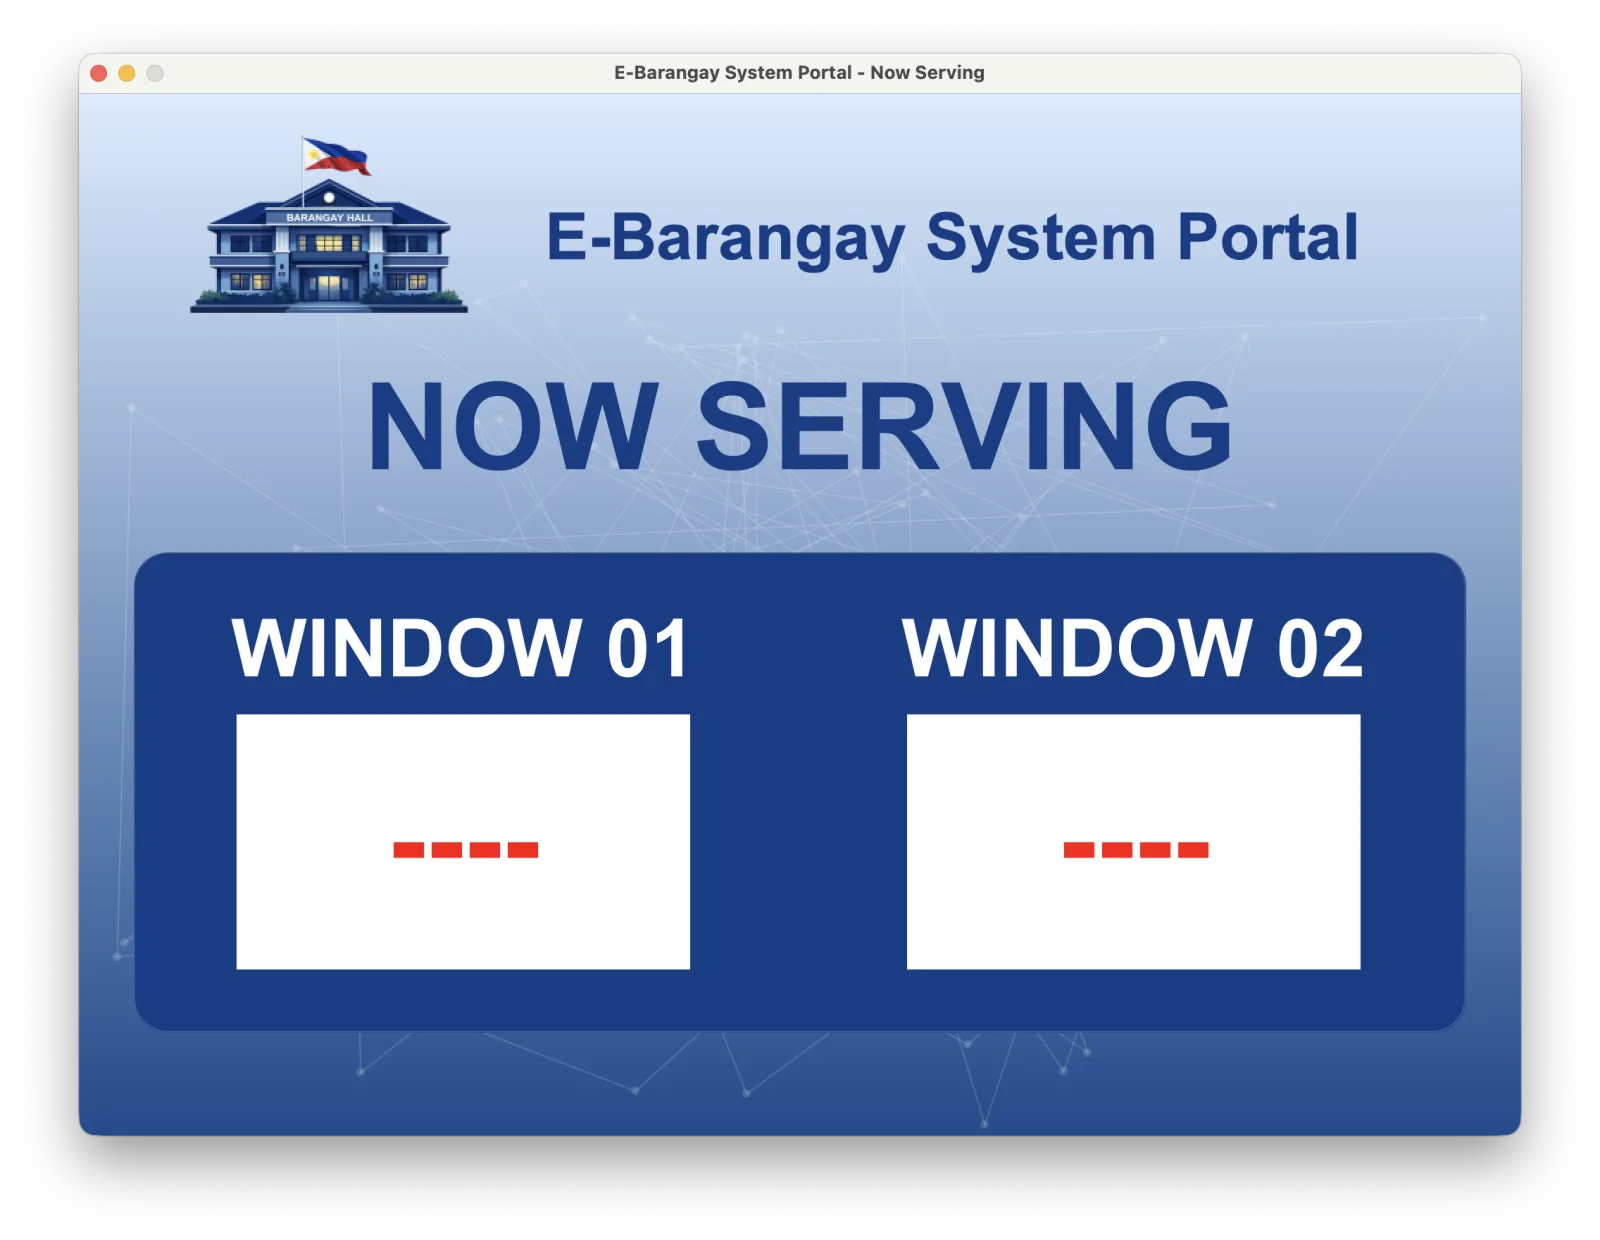 E-Barangay System Portal - Now Serving
BARANGAY HALL
E-Barangay System Portal
NOW SERVING
WINDOW 01
WINDOW 02
----
----